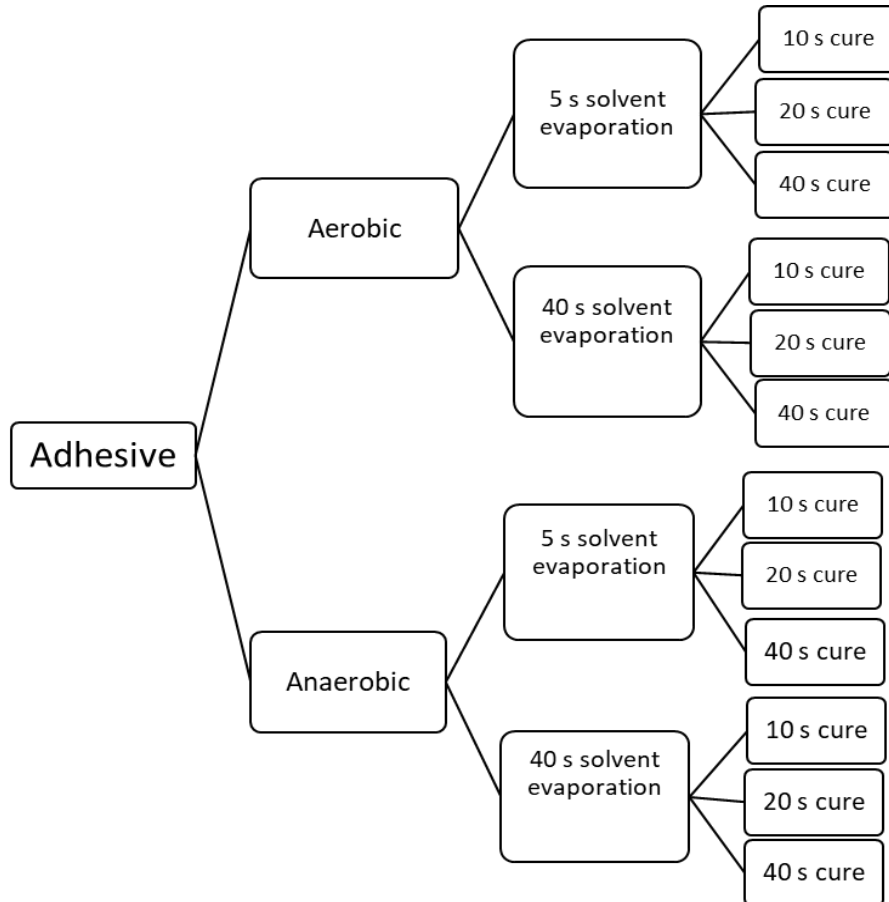 Adhesive
Aerobic
5 s solvent
evaporation
10 s cure
20 s cure
40 s cure
40 s solvent
evaporation
10 s cure
20 s cure
40 s cure
Anaerobic
5 s solvent
evaporation
10 s cure
20 s cure
40 s cure
40 s solvent
evaporation
10 s cure
20 s cure
40 s cure